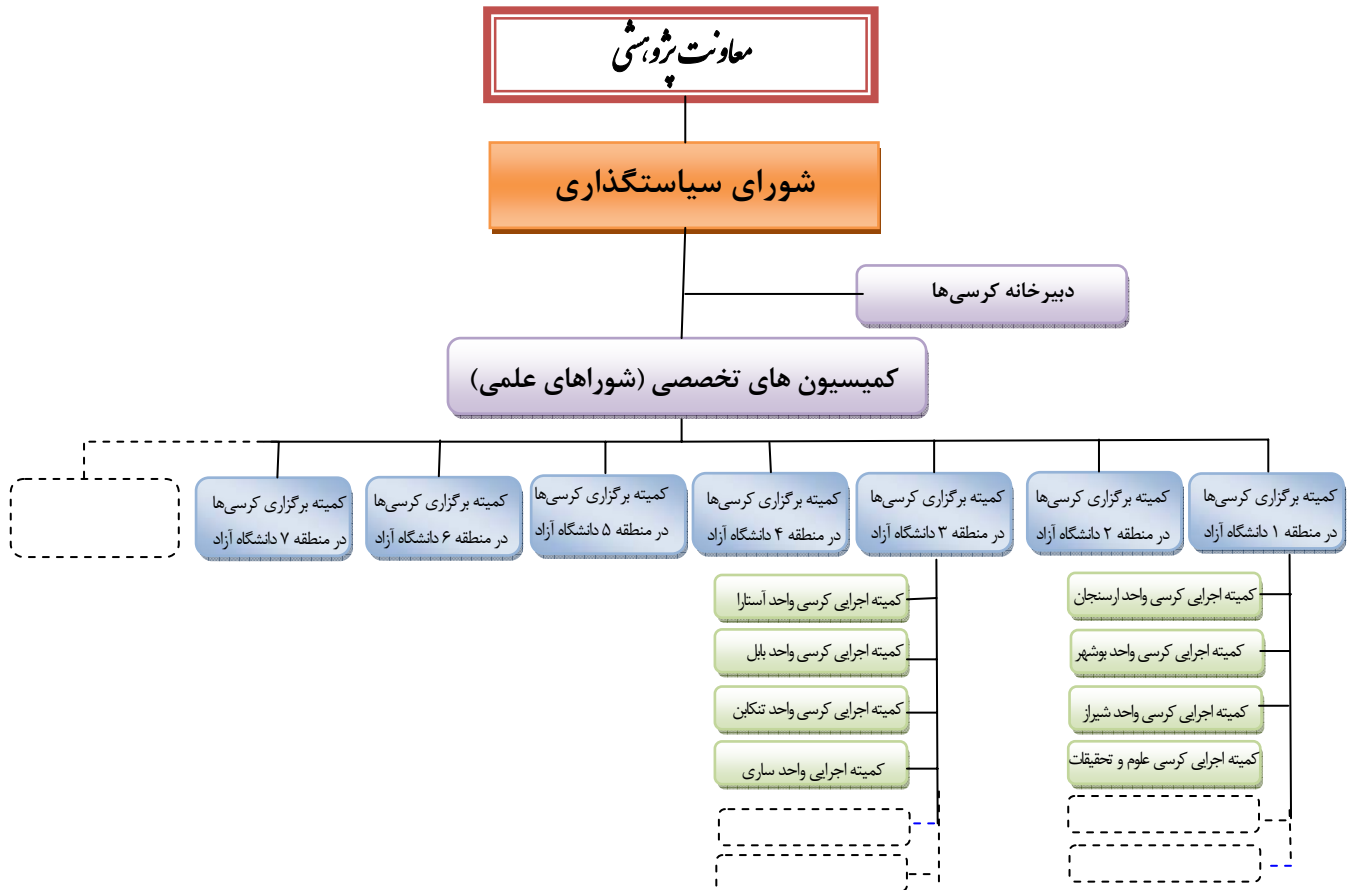 معاونت پژوهشی
شورای سیاستگذاری
دبیرخانه کرسی‌ها
کمیسیون های تخصصی (شوراهای علمی)
کمیته برگزاری کرسی‌ها
در منطقه ۱ دانشگاه آزاد
کمیته برگزاری کرسی‌ها
در منطقه ۲ دانشگاه آزاد
کمیته برگزاری کرسی‌ها
در منطقه ۳ دانشگاه آزاد
کمیته برگزاری کرسی‌ها
در منطقه ۴ دانشگاه آزاد
کمیته برگزاری کرسی‌ها
در منطقه ۵ دانشگاه آزاد
کمیته برگزاری کرسی‌ها
در منطقه ۶ دانشگاه آزاد
کمیته برگزاری کرسی‌ها
در منطقه ۷ دانشگاه آزاد
کمیته اجرایی کرسی واحد ارسنجان
کمیته اجرایی کرسی واحد بوشهر
کمیته اجرایی کرسی واحد شیراز
کمیته اجرایی کرسی علوم و تحقیقات
کمیته اجرایی کرسی واحد آستارا
کمیته اجرایی کرسی واحد بابل
کمیته اجرایی کرسی واحد تنکابن
کمیته اجرایی واحد ساری